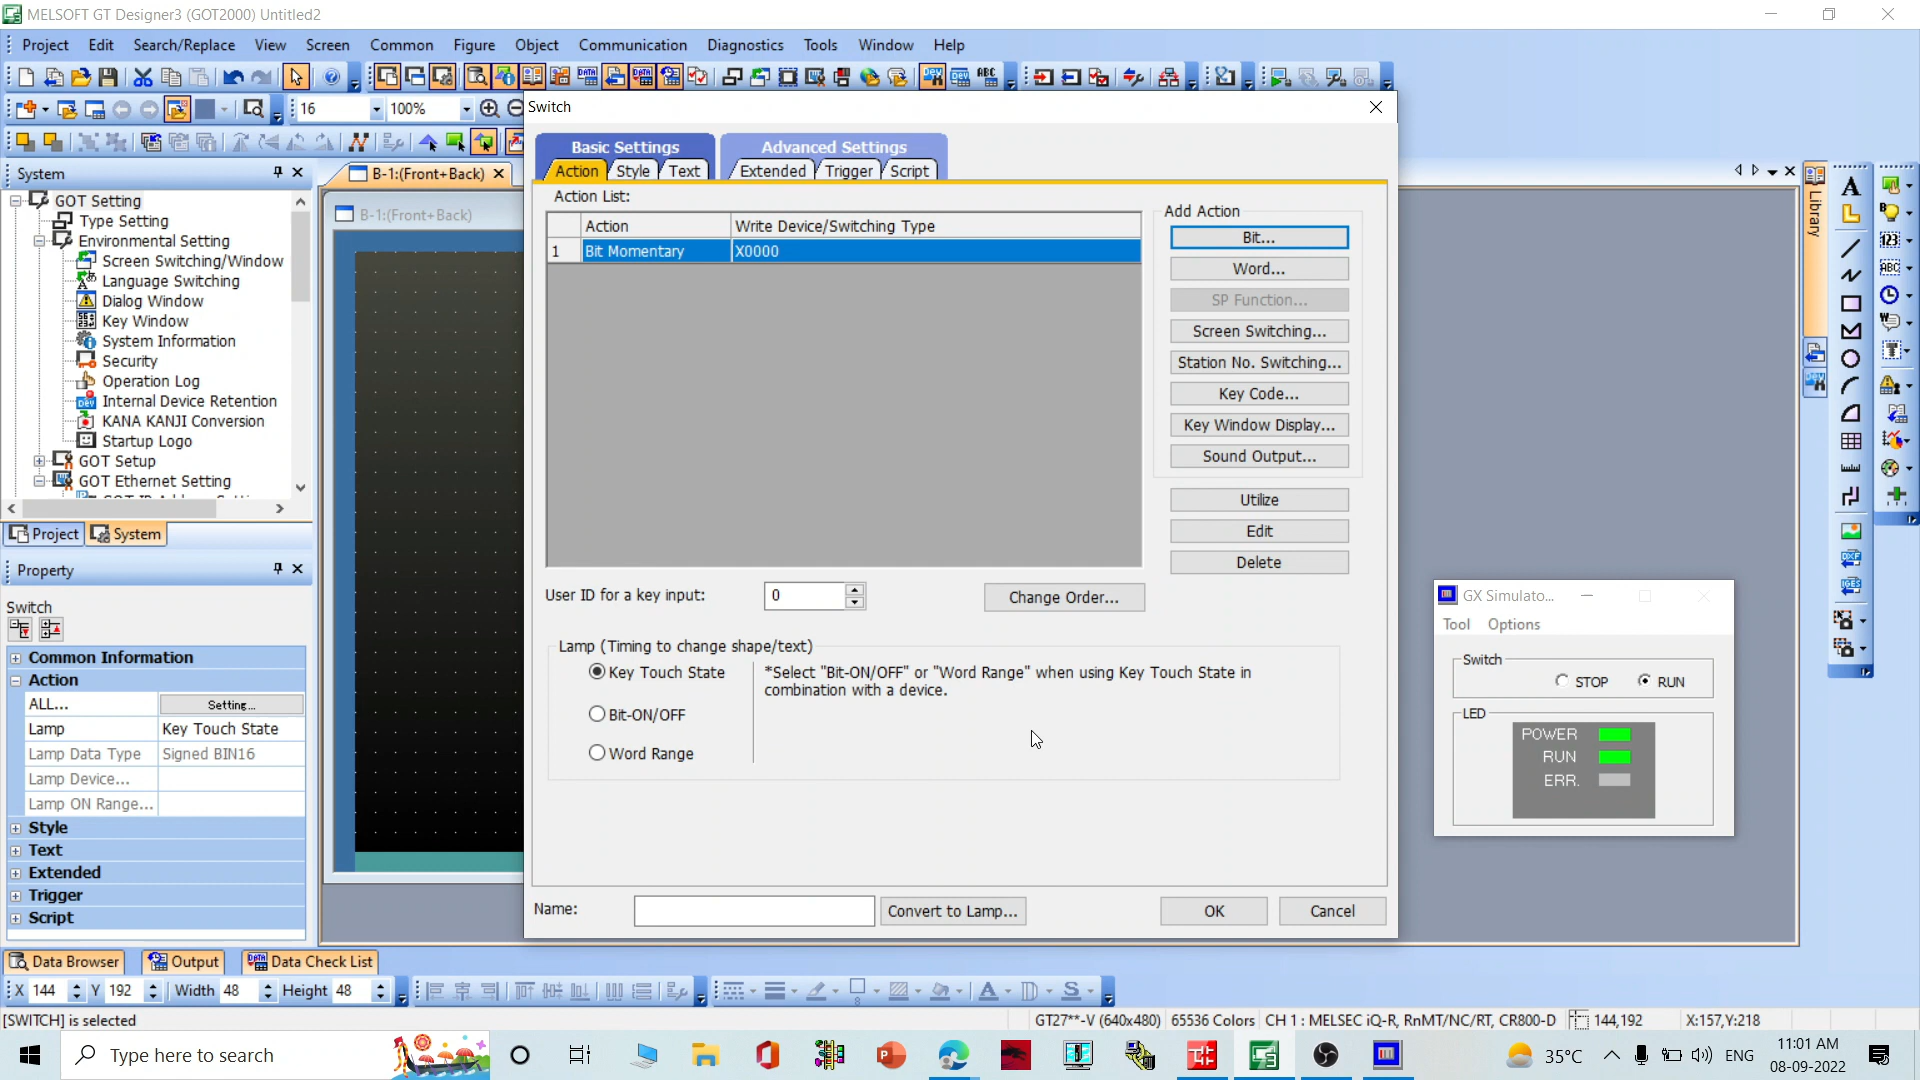 MELSOFT GT Designer3 (GOT2000) Untitled2
Project Edit Search/Replace View Screen Common Figure Object Communication Diagnostics Tools Window Help
16 100%
Switch
Basic Settings Advanced Settings
Action Style Text Extended Trigger Script
System
B-1:(Front+Back)
B-1:(Front+Back)
GOT Setting
Type Setting
Environmental Setting
Screen Switching/Window
Language Switching
Dialog Window
Key Window
System Information
Security
Operation Log
Internal Device Retention
KANA KANJI Conversion
Startup Logo
GOT Setup
GOT Ethernet Setting
Project System
Action List:
Action Write Device/Switching Type
1 Bit Momentary X0000
Add Action
Bit...
Word...
SP Function...
Screen Switching...
Station No. Switching...
Key Code...
Key Window Display...
Sound Output...
Utilize
Edit
Delete
User ID for a key input: 0 Change Order...
Lamp (Timing to change shape/text)
Key Touch State
Bit-ON/OFF
Word Range
*Select "Bit-ON/OFF" or "Word Range" when using Key Touch State in
combination with a device.
Name: Convert to Lamp... OK Cancel
Library
Property
Switch
Common Information
Action
ALL... Setting...
Lamp Key Touch State
Lamp Data Type Signed BIN16
Lamp Device...
Lamp ON Range...
Style
Text
Extended
Trigger
Script
GX Simulato...
Tool Options
Switch
STOP RUN
LED
POWER
RUN
ERR.
Data Browser Output Data Check List
X 144 Y 192 Width 48 Height 48
[SWITCH] is selected GT27**-V (640x480) 65536 Colors CH 1 : MELSEC iQ-R, RnMT/NC/RT, CR800-D 144,192 X:157,Y:218
Type here to search
35°C ENG
11:01 AM
08-09-2022